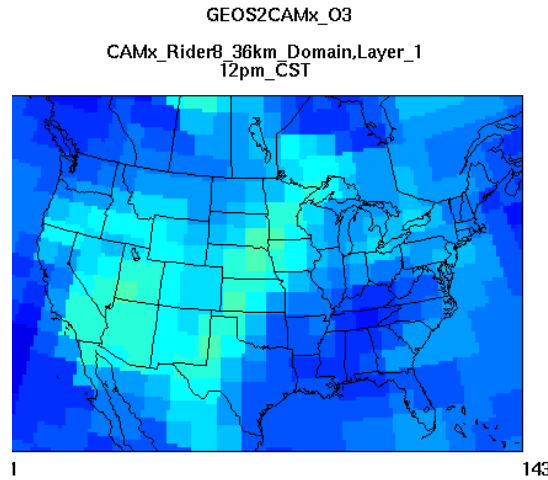 GEOS2CAMx_O3
CAMx_Rider8_36km_Domain,Layer_1
12pm_CST
1
143